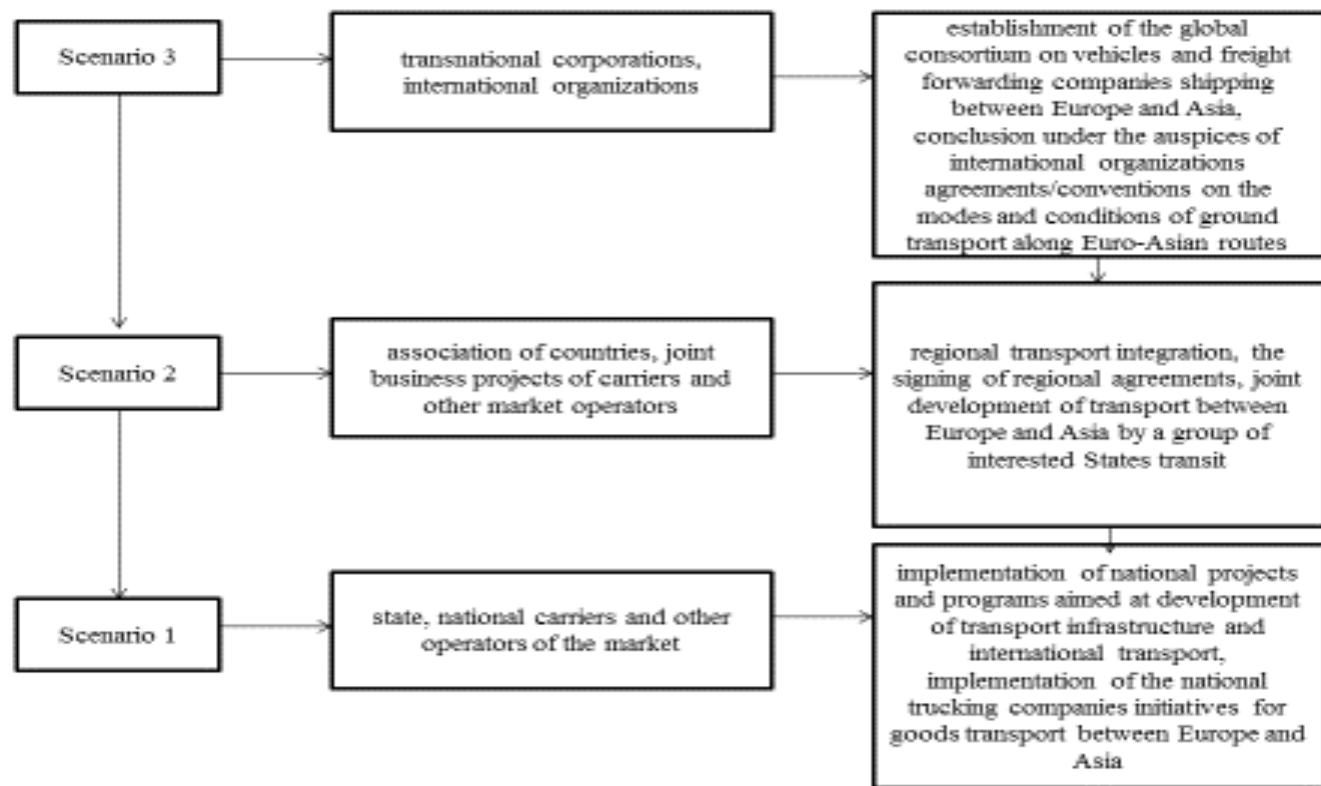 Scenario 3
transnational corporations,
international organizations
establishment of the global
consortium on vehicles and freight
forwarding companies shipping
between Europe and Asia,
conclusion under the auspices of
international organizations
agreements/conventions on the
modes and conditions of ground
transport along Euro-Asian routes
Scenario 2
association of countries, joint
business projects of carriers and
other market operators
regional transport integration, the
signing of regional agreements, joint
development of transport between
Europe and Asia by a group of
interested States transit
Scenario 1
state, national carriers and other
operators of the market
implementation of national projects
and programs aimed at development
of transport infrastructure and
international transport,
implementation of the national
trucking companies initiatives for
goods transport between Europe and
Asia